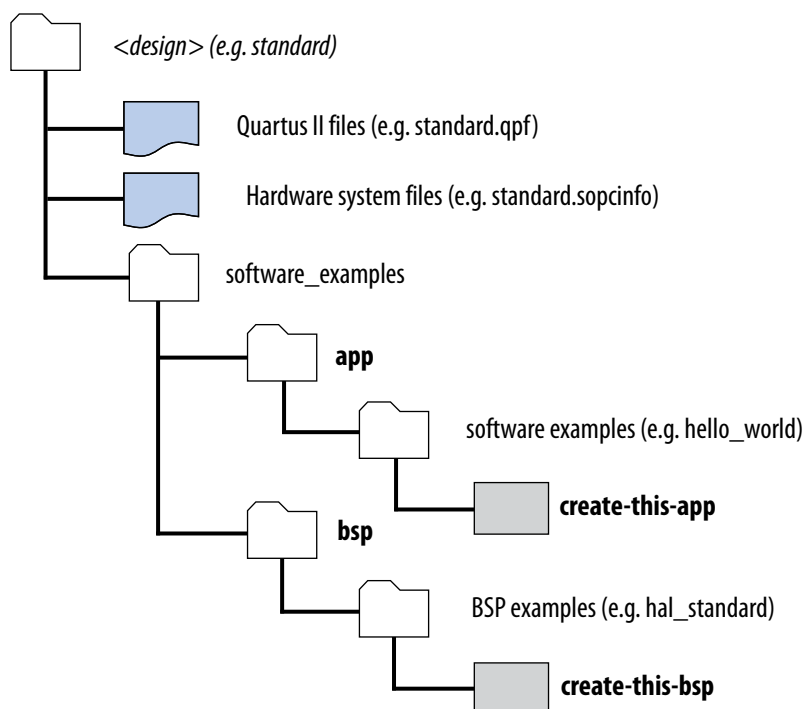 <design> (e.g. standard)
Quartus II files (e.g. standard.qpf)
Hardware system files (e.g. standard.sopcinfo)
software_examples
app
software examples (e.g. hello_world)
create-this-app
bsp
BSP examples (e.g. hal_standard)
create-this-bsp